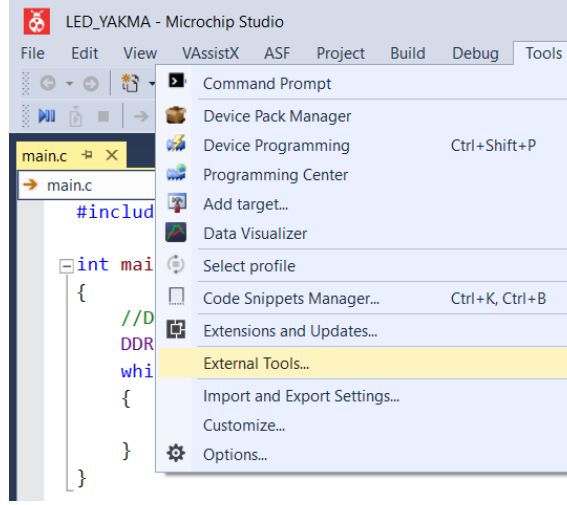 LED_YAKMA - Microchip Studio
File Edit View VAssistX ASF Project Build Debug Tools
Command Prompt
Device Pack Manager
Device Programming Ctrl+Shift+P
Programming Center
Add target...
Data Visualizer
Select profile
Code Snippets Manager... Ctrl+K, Ctrl+B
Extensions and Updates...
External Tools...
Import and Export Settings...
Customize...
Options...
main.c
main.c
#includ
int mai
{
//D
DDR
whi
{
}
}